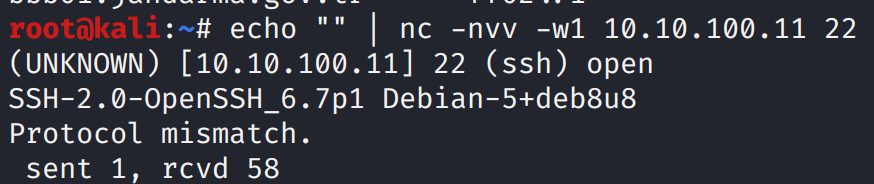 root@kali:~# echo "" | nc -nvv -w1 10.10.100.11 22
(UNKNOWN) [10.10.100.11] 22 (ssh) open
SSH-2.0-OpenSSH_6.7p1 Debian-5+deb8u8
Protocol mismatch.
 sent 1, rcvd 58